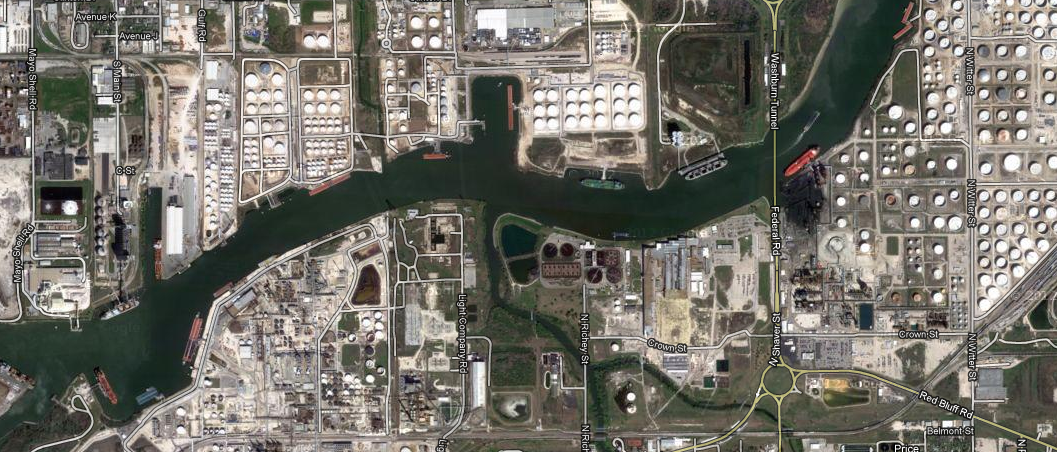 Avenue K
Avenue J
Gulf Rd
S Main St
Mayo Shell Rd
C St
Mayo Shell Rd
Washburn Tunnel
N Witter St
N Witter St
Federal Rd
Light Company Rd
N Richey St
Crown St
N Shaver St
Crown St
N Witter St
Red Bluff Rd
Belmont St
N Rich
Price